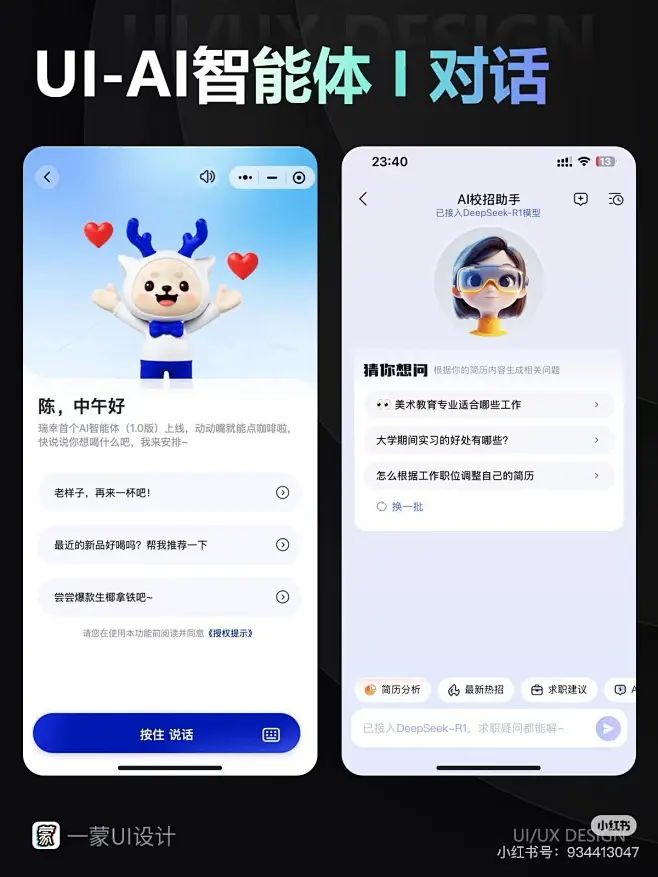 UI/UX DESIGN
UI-AI智能体 I 对话
陈，中午好
瑞幸首个AI智能体（1.0版）上线，动动嘴就能点咖啡啦，
快说说你想喝什么吧，我来安排~
老样子，再来一杯吧！
最近的新品好喝吗？帮我推荐一下
尝尝爆款生椰拿铁吧~
请您在使用本功能前阅读并同意《授权提示》
按住 说话
23:40
13
AI校招助手
已接入DeepSeek-R1模型
猜你想问 根据你的简历内容生成相关问题
美术教育专业适合哪些工作
大学期间实习的好处有哪些？
怎么根据工作职位调整自己的简历
换一批
简历分析 最新热招 求职建议 A
已接入DeepSeek-R1，求职疑问都能解~
蒙 一蒙UI设计
UI/UX DESIGN
小红书
小红书号：934413047